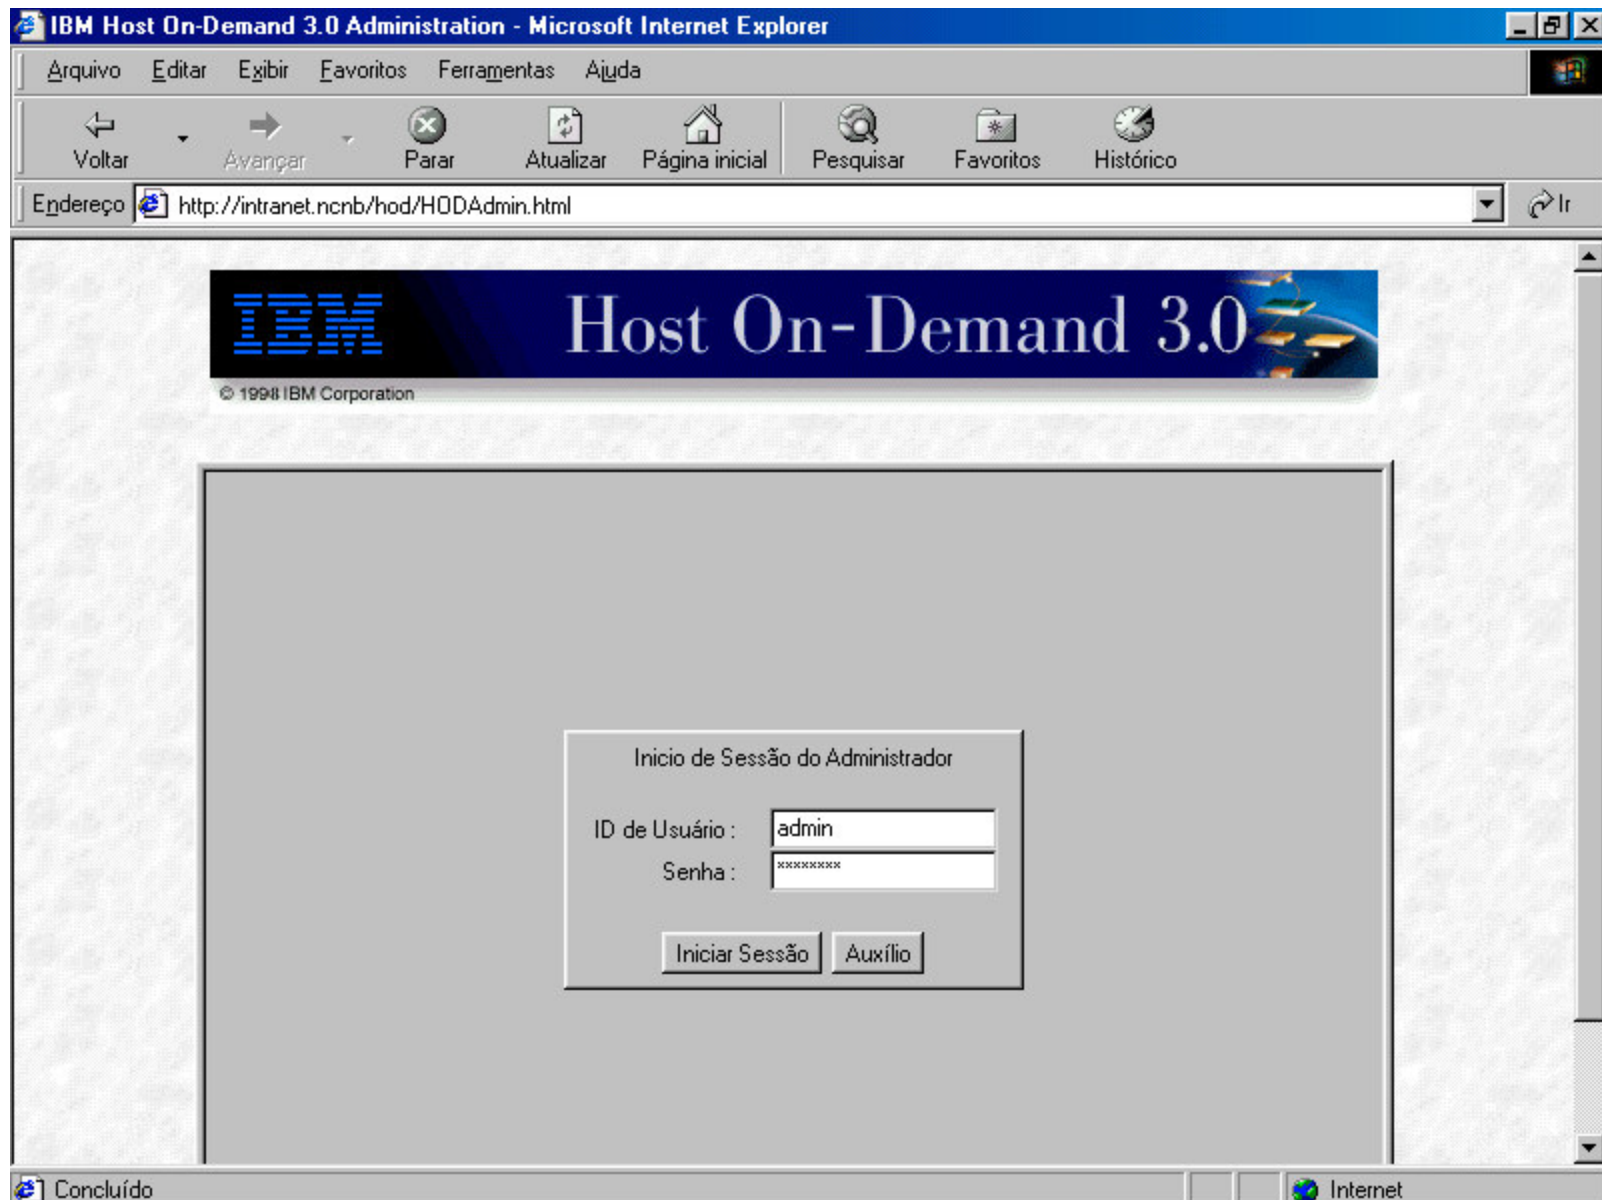 IBM Host On-Demand 3.0 Administration - Microsoft Internet Explorer
Arquivo Editar Exibir Favoritos Ferramentas Ajuda
Voltar Avançar Parar Atualizar Página inicial Pesquisar Favoritos Histórico
Endereço http://intranet.ncnb/hod/HODAdmin.html Ir
IBM Host On-Demand 3.0
© 1998 IBM Corporation
Inicio de Sessão do Administrador
ID de Usuário : admin
Senha : ********
Iniciar Sessão Auxílio
Concluído Internet